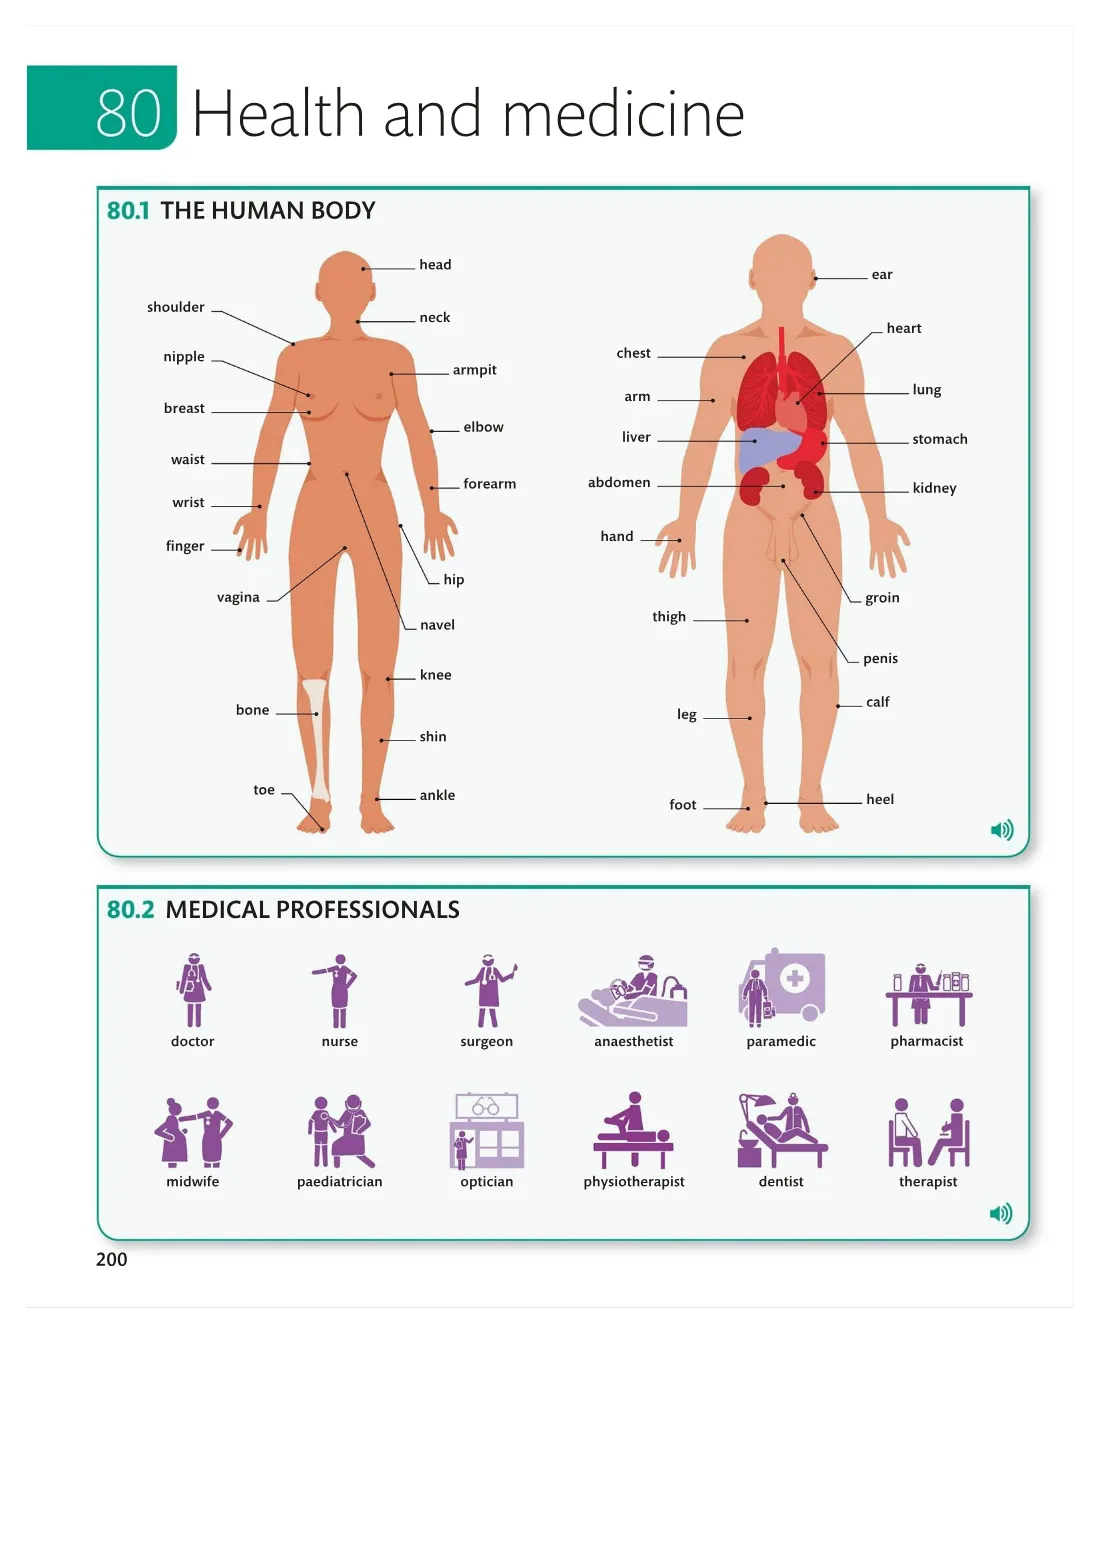 80 Health and medicine
80.1 THE HUMAN BODY
head
shoulder
neck
nipple
armpit
breast
elbow
waist
forearm
wrist
finger
hip
vagina
navel
knee
bone
shin
toe
ankle
ear
heart
chest
arm
lung
liver
stomach
abdomen
kidney
hand
groin
thigh
penis
leg
calf
foot
heel
80.2 MEDICAL PROFESSIONALS
doctor
nurse
surgeon
anaesthetist
paramedic
pharmacist
midwife
paediatrician
optician
physiotherapist
dentist
therapist
200